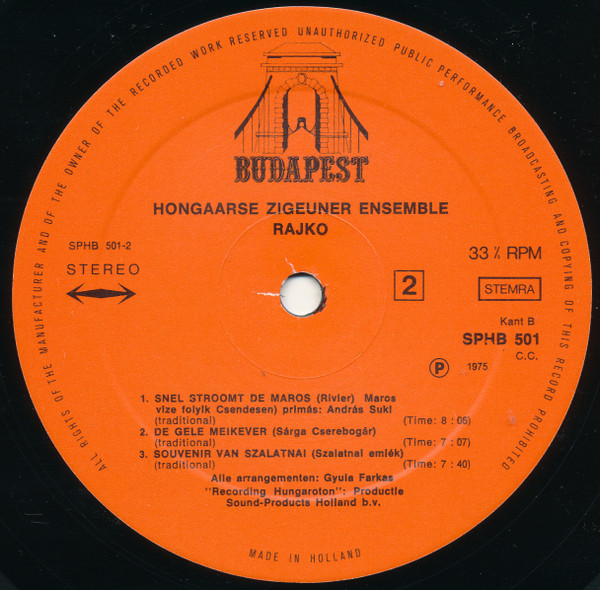 ALL RIGHTS OF THE MANUFACTURER AND OF THE OWNER OF THE RECORDED WORK RESERVED UNAUTHORIZED PUBLIC PERFORMANCE BROADCASTING AND COPYING OF THIS RECORD PROHIBITED
BUDAPEST
HONGAARSE ZIGEUNER ENSEMBLE
RAJKO
SPHB 501-2
STEREO
33⅓ RPM
2
STEMRA
Kant B
SPHB 501
C.C.
℗ 1975
1. SNEL STROOMT DE MAROS (Rivier) Maros
vize folyik Csendesen) primás: András Suki
(traditional) (Time: 8 : 05)
2. DE GELE MEIKEVER (Sárga Cserebogár)
(traditional) (Time: 7 : 07)
3. SOUVENIR VAN SZALATNAI (Szalatnai emlék)
(traditional) (Time: 7 : 40)
Alle arrangementen: Gyula Farkas
"Recording Hungaroton": Productie
Sound-Products Holland b.v.
MADE IN HOLLAND